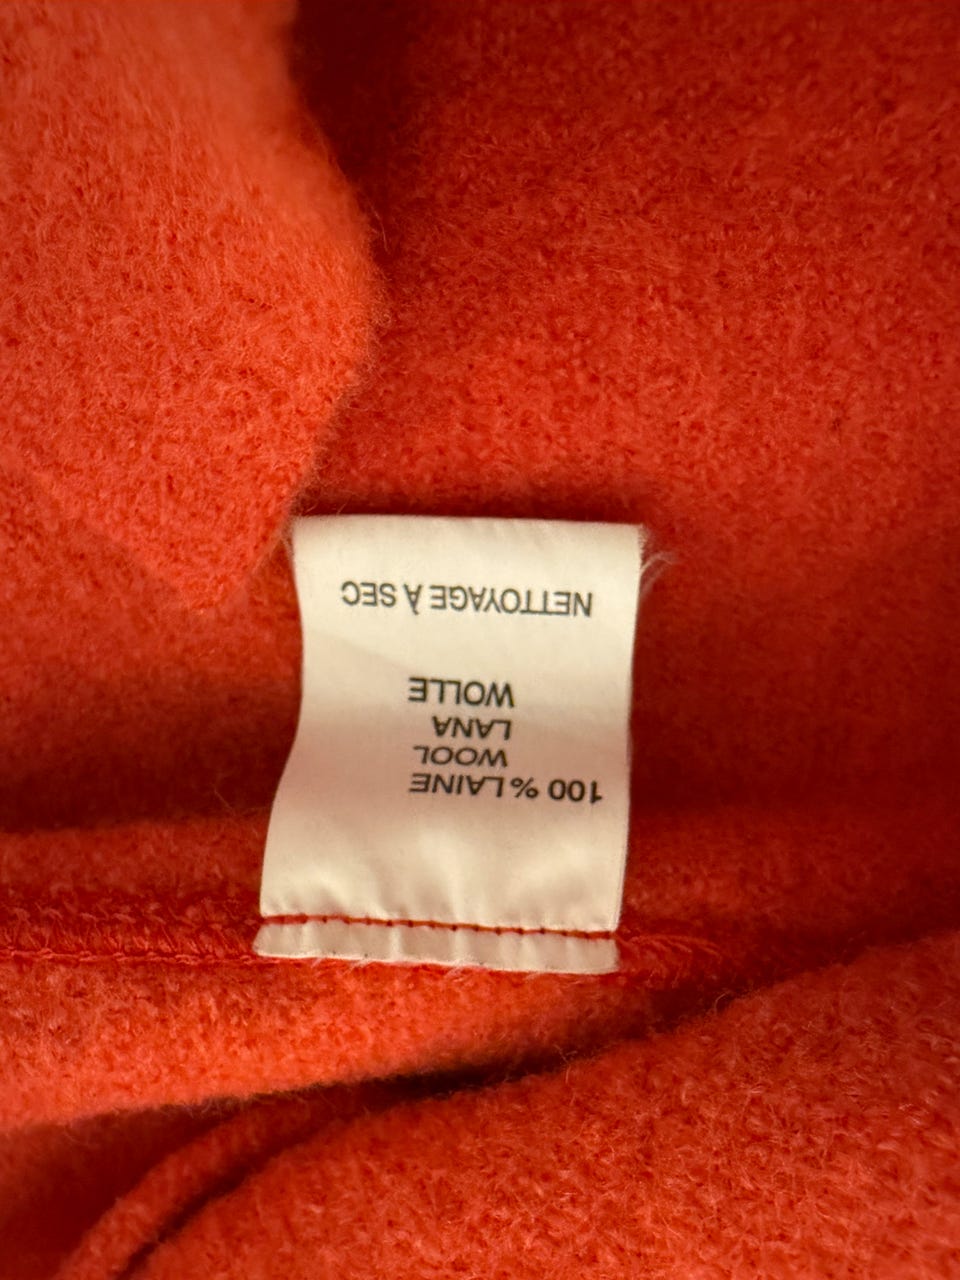 100 % LAINE
WOOL
LANA
WOLLE
NETTOYAGE À SEC